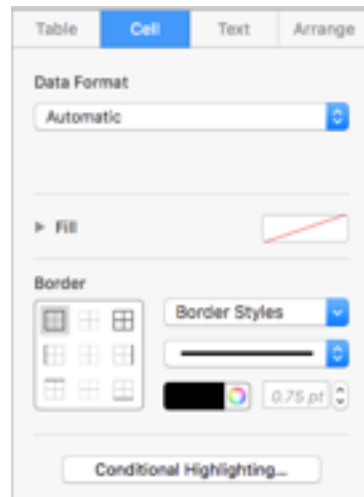 Table Cell Text Arrange
Data Format
Automatic
Fill
Border
Border Styles
0.75 pt
Conditional Highlighting...